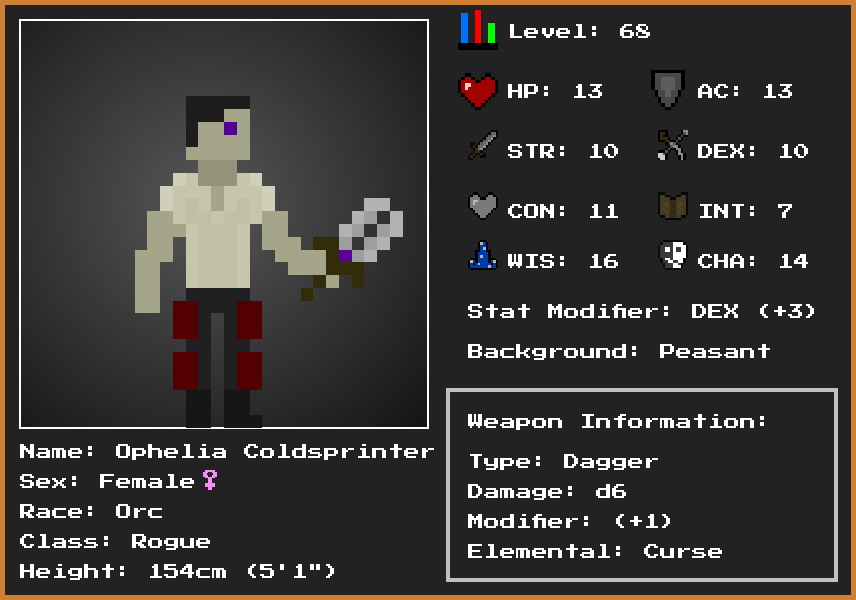 Level: 68
HP: 13
AC: 13
STR: 10
DEX: 10
CON: 11
INT: 7
WIS: 16
CHA: 14
Stat Modifier: DEX (+3)
Background: Peasant
Weapon Information:
Type: Dagger
Damage: d6
Modifier: (+1)
Elemental: Curse
Name: Ophelia Coldsprinter
Sex: Female♀
Race: Orc
Class: Rogue
Height: 154cm (5'1")